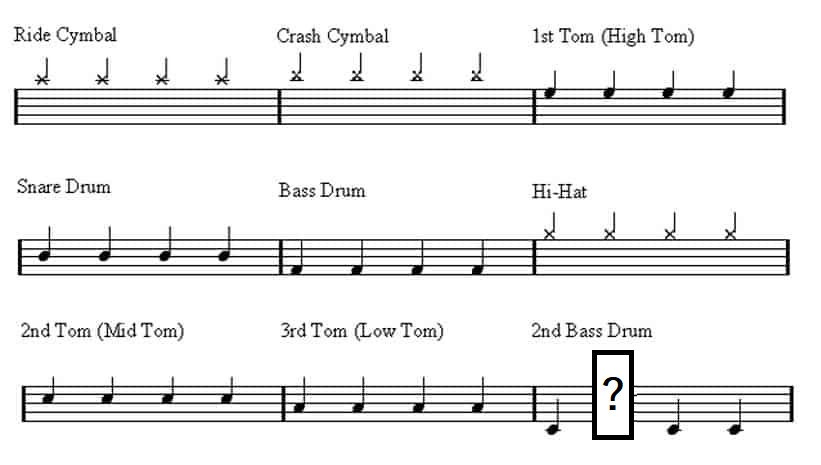 Ride Cymbal
Crash Cymbal
1st Tom (High Tom)
Snare Drum
Bass Drum
Hi-Hat
2nd Tom (Mid Tom)
3rd Tom (Low Tom)
2nd Bass Drum
?